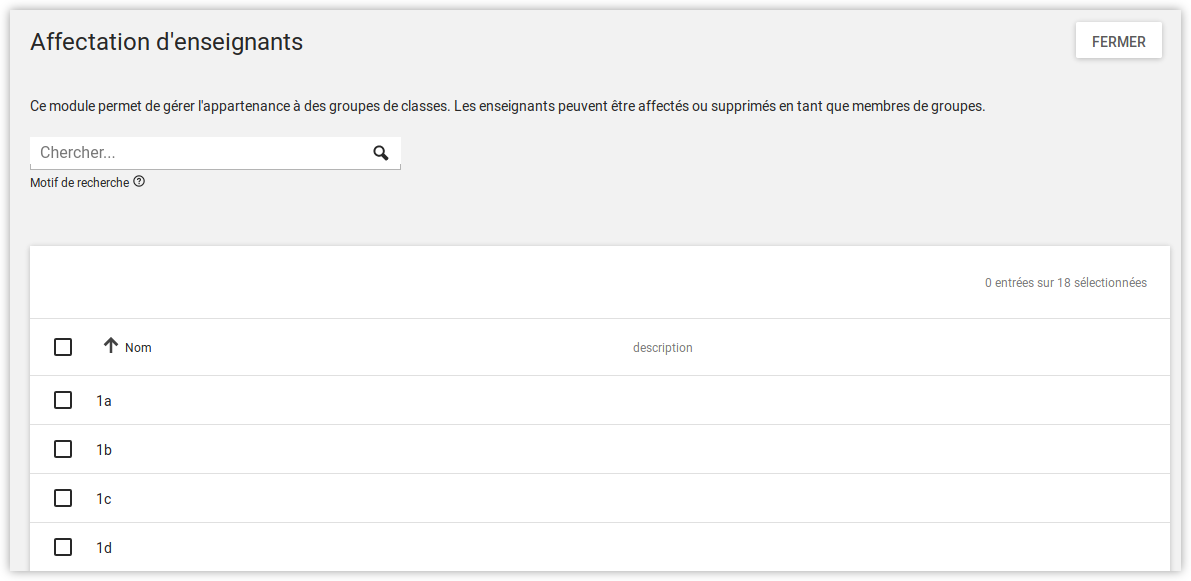 Affectation d'enseignants
FERMER
Ce module permet de gérer l'appartenance à des groupes de classes. Les enseignants peuvent être affectés ou supprimés en tant que membres de groupes.
Chercher...
Motif de recherche
0 entrées sur 18 sélectionnées
Nom description
1a
1b
1c
1d